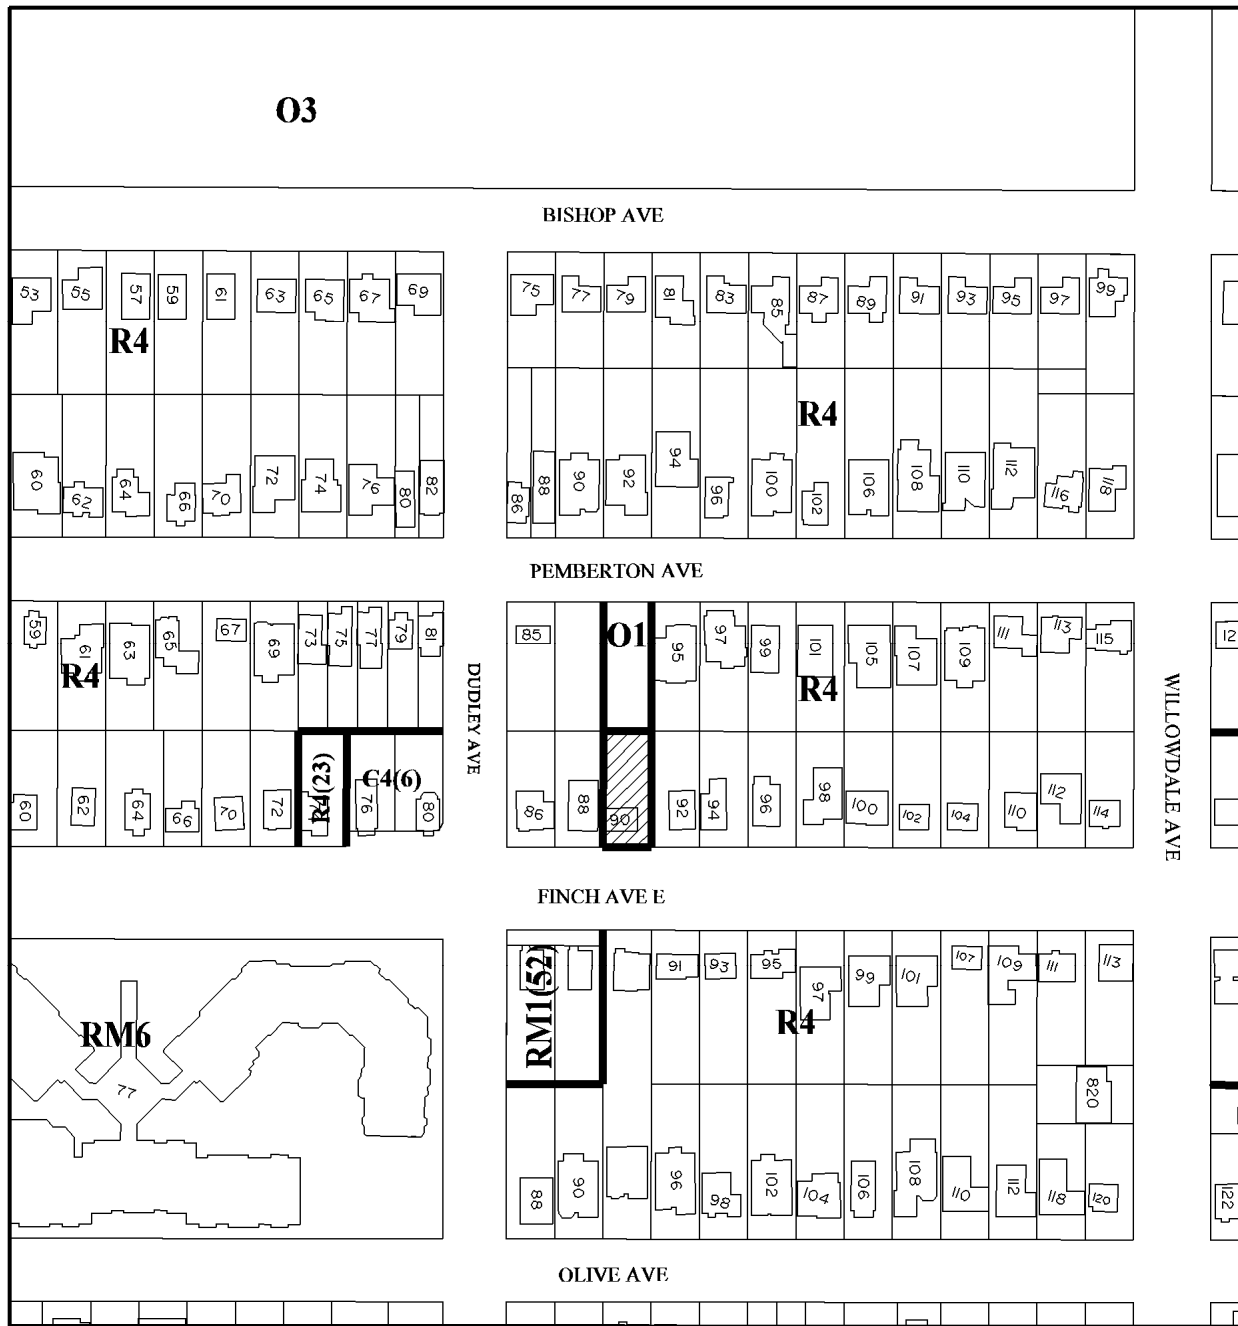 O3
BISHOP AVE
53 55 57 59 61 63 65 67 69
75 77 79 81 83 85 87 89 91 93 95 97 99
R4
R4
60 62 64 66 70 72 74 76 80 82
86 88 90 92 94 96 100 102 106 108 110 112 116 118
PEMBERTON AVE
59 61 63 65 67 69 73 75 77 79 81
85 O1 95 97 99 101 105 107 109 111 113 115 12
R4
R4
DUDLEY AVE
WILLOWDALE AVE
R4(23)
C4(6)
60 62 64 66 70 72 76 80
86 88 90 92 94 96 98 100 102 104 110 112 114
FINCH AVE E
RM1(52)
91 93 95 97 99 101 107 109 111 113
R4
RM6
77
820
88 90 96 98 102 104 106 108 110 112 118 120 122
OLIVE AVE